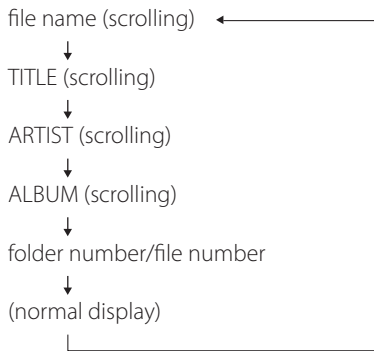 file name (scrolling)
TITLE (scrolling)
ARTIST (scrolling)
ALBUM (scrolling)
folder number/file number
(normal display)